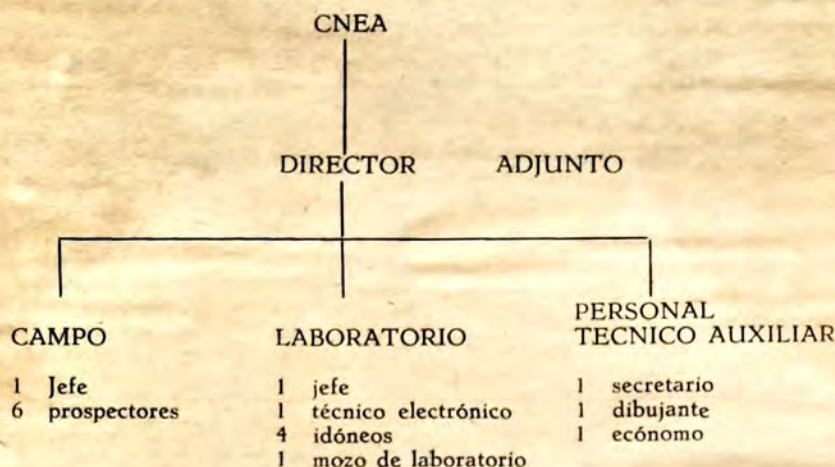 CNEA
DIRECTOR ADJUNTO
CAMPO
1 Jefe
6 prospectores
LABORATORIO
1 jefe
1 técnico electrónico
4 idóneos
1 mozo de laboratorio
PERSONAL
TECNICO AUXILIAR
1 secretario
1 dibujante
1 ecónomo